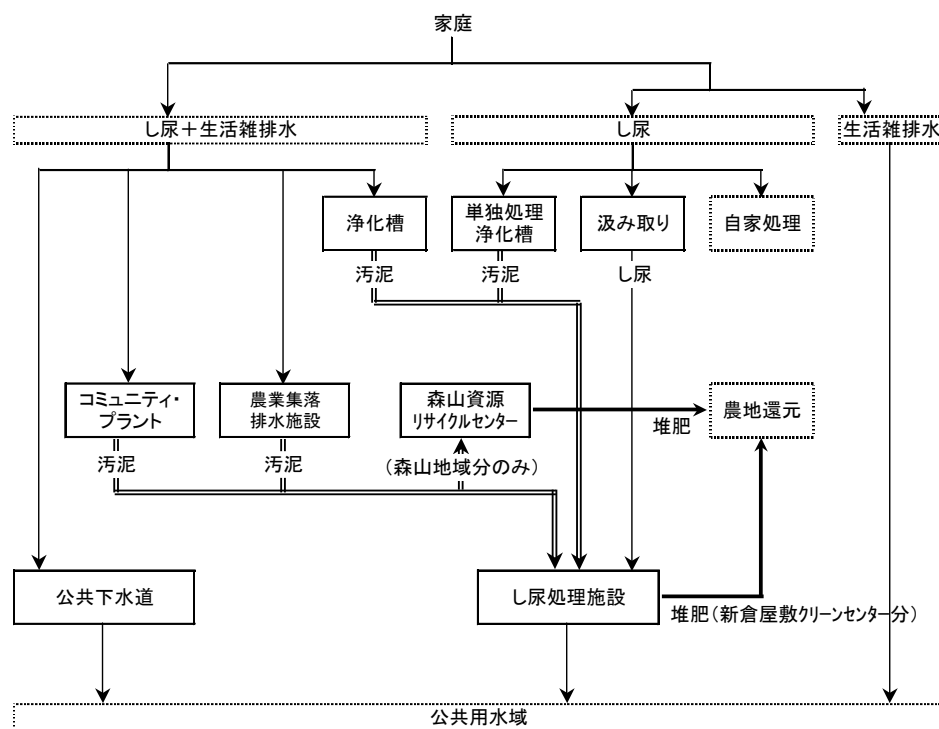 家庭
し尿＋生活雑排水
し尿
生活雑排水
浄化槽
単独処理
浄化槽
汲み取り
自家処理
汚泥
汚泥
し尿
コミュニティ・
プラント
農業集落
排水施設
森山資源
リサイクルセンター
農地還元
堆肥
汚泥
汚泥
（森山地域分のみ）
公共下水道
し尿処理施設
堆肥（新倉屋敷クリーンセンター分）
公共用水域